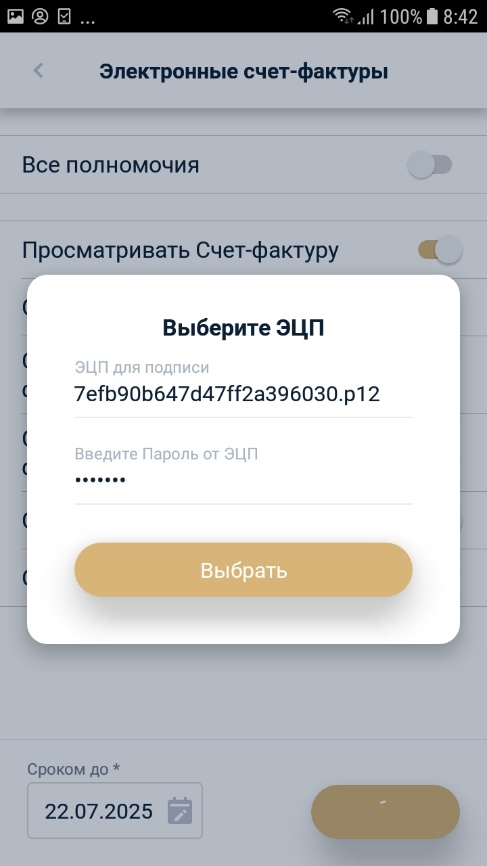 ... 100% 8:42
Электронные счет-фактуры
Все полномочия
Просматривать Счет-фактуру
Выберите ЭЦП
ЭЦП для подписи
7efb90b647d47ff2a396030.p12
Введите Пароль от ЭЦП
•••••••
Выбрать
Сроком до *
22.07.2025